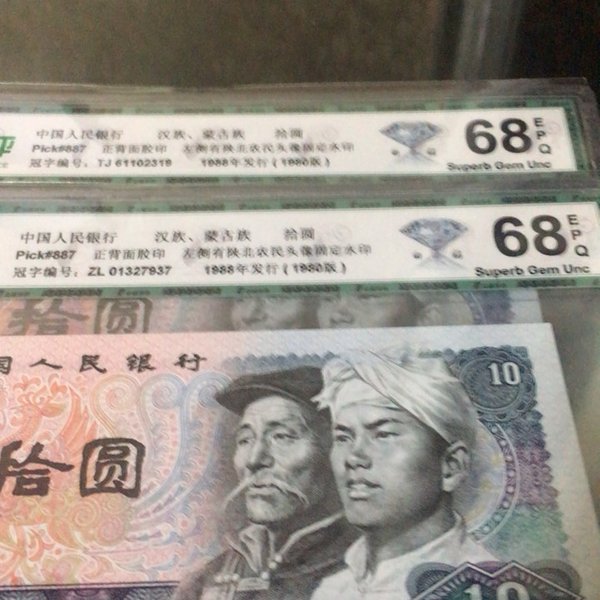 中国人民银行 汉族、蒙古族 拾圆
Pick#887 正背面胶印 左侧有陕北农民头像固定水印
冠字编号: TJ 61102319 1988年发行(1980版)
68 EPQ
Superb Gem Unc
中国人民银行 汉族、蒙古族 拾圆
Pick#887 正背面胶印 左侧有陕北农民头像固定水印
冠字编号: ZL 01327937 1988年发行(1980版)
68 EPQ
Superb Gem Unc
拾圆
国人民银行
10
拾圆
10